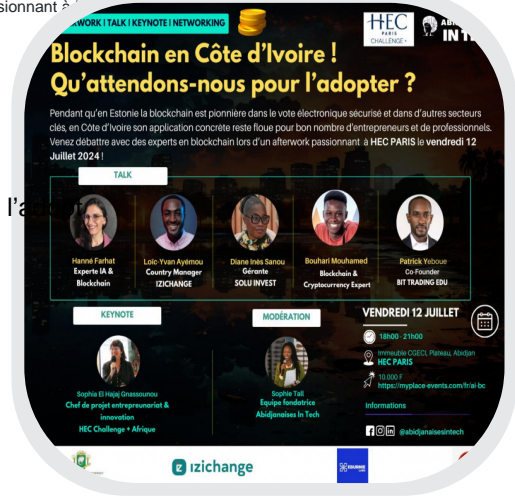 sionnant à
WORK I TALK I KEYNOTE I NETWORKING
HEC
PARIS
CHALLENGE+
IN T
Blockchain en Côte d'Ivoire !
Qu'attendons-nous pour l'adopter ?
Pendant qu'en Estonie la blockchain est pionnière dans le vote électronique sécurisé et dans d'autres secteurs
clés, en Côte d'Ivoire son application concrète reste floue pour bon nombre d'entrepreneurs et de professionnels.
Venez débattre avec des experts en blockchain lors d'un afterwork passionnant à HEC PARIS le vendredi 12
Juillet 2024 !
TALK
Hanné Farhat
Experte IA &
Blockchain
Loïc-Yvan Ayémou
Country Manager
IZICHANGE
Diane Inès Sanou
Gérante
SOLU INVEST
Bouhari Mouhamed
Blockchain &
Cryptocurrency Expert
Patrick Yeboue
Co-Founder
BIT TRADING EDU
KEYNOTE
Sophie El Hajaj Gnassounou
Chef de projet entrepreunariat &
innovation
HEC Challenge + Afrique
MODÉRATION
Sophie Tall
Equipe fondatrice
Abidjanaises In Tech
VENDREDI 12 JUILLET
18h00 - 21h00
Immeuble CGECI, Plateau, Abidjan
HEC PARIS
10.000 F
https://myplace-events.com/fr/ai-bc
Informations
@abidjanaisesintech
izichange